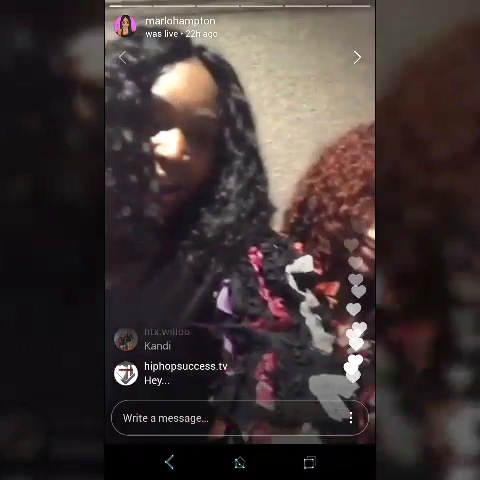 marlohampton
was live • 22h ago
Kandi
hiphopsuccess.tv
Hey...
Write a message...